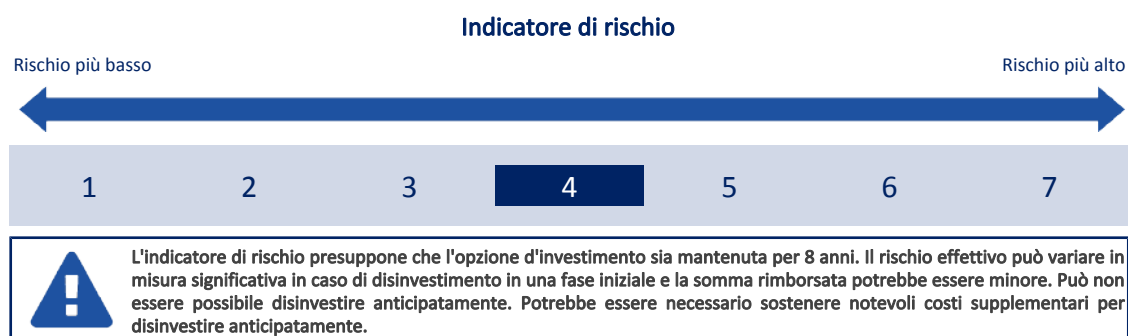 Indicatore di rischio
Rischio più basso
Rischio più alto
1 2 3 4 5 6 7
L'indicatore di rischio presuppone che l'opzione d'investimento sia mantenuta per 8 anni. Il rischio effettivo può variare in
misura significativa in caso di disinvestimento in una fase iniziale e la somma rimborsata potrebbe essere minore. Può non
essere possibile disinvestire anticipatamente. Potrebbe essere necessario sostenere notevoli costi supplementari per
disinvestire anticipatamente.